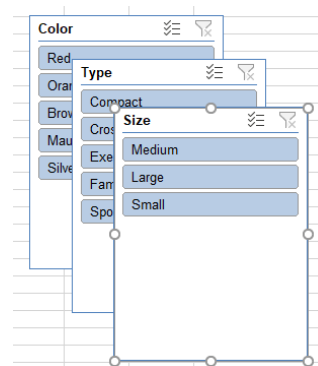 Color
Red
Oran
Brow
Mau
Silve
Type
Compact
Cros
Exe
Fam
Spo
Size
Medium
Large
Small